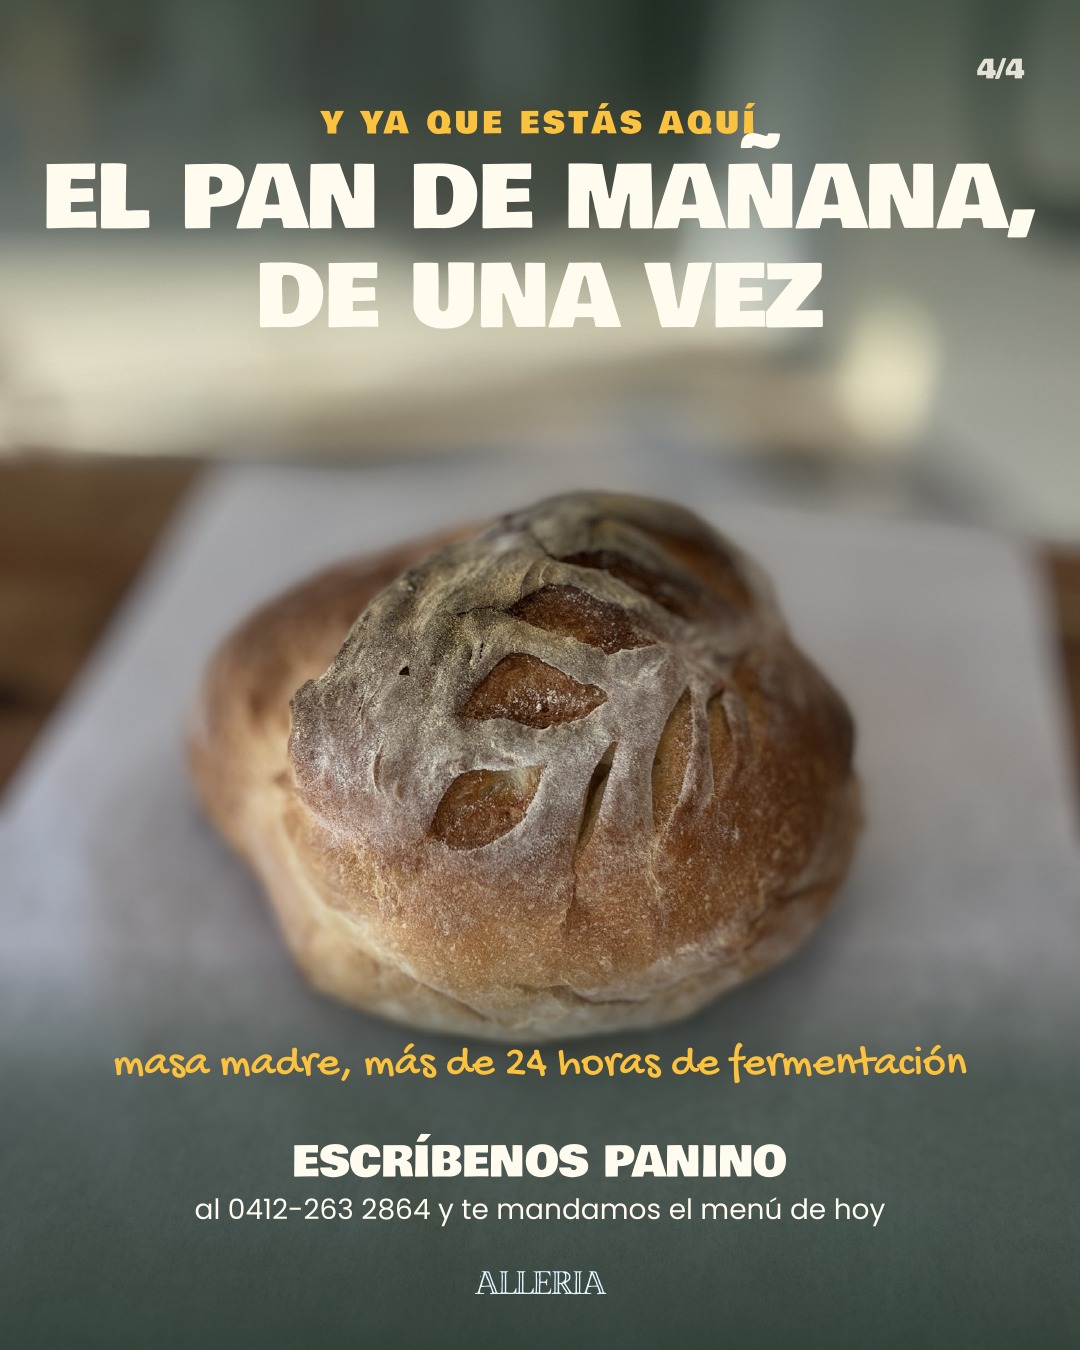 4/4
Y YA QUE ESTÁS AQUÍ
EL PAN DE MAÑANA,
DE UNA VEZ
masa madre, más de 24 horas de fermentación
ESCRÍBENOS PANINO
al 0412-263 2864 y te mandamos el menú de hoy
ALLERIA